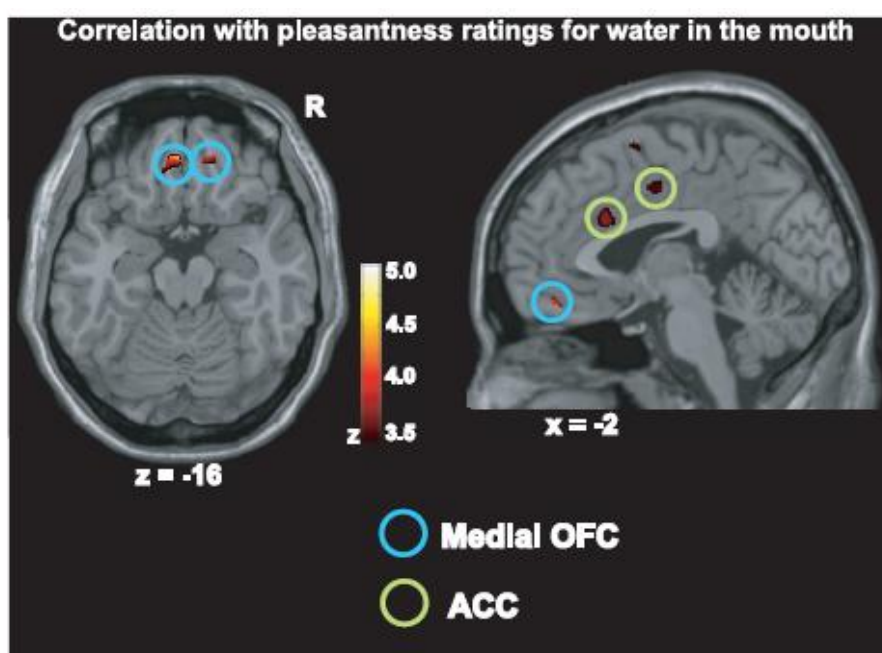 Correlation with pleasantness ratings for water in the mouth
R
5.0
4.5
4.0
z 3.5
z = -16
x = -2
Medial OFC
ACC